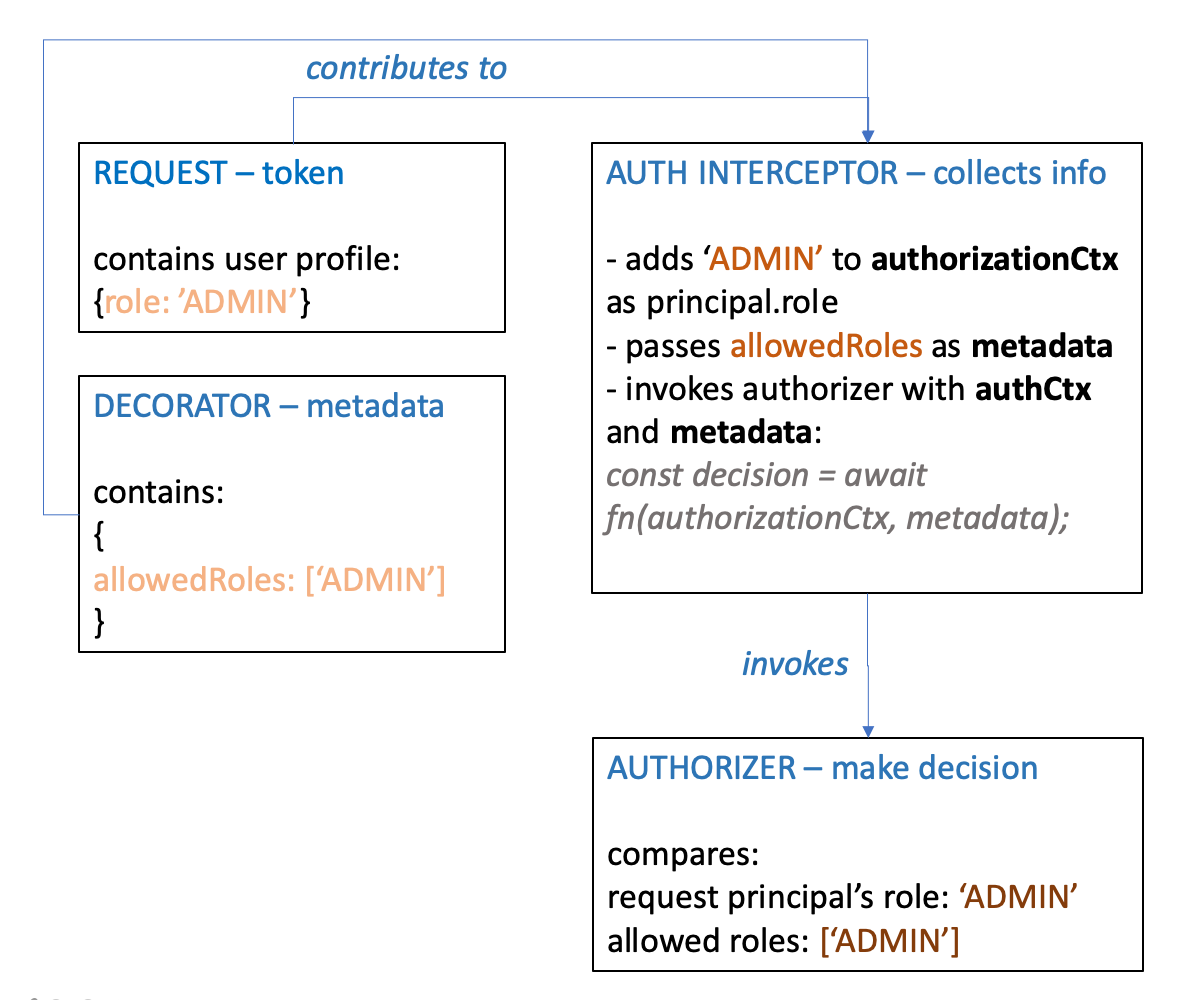 contributes to
REQUEST – token
contains user profile:
{role: ’ADMIN’}
DECORATOR – metadata
contains:
{
allowedRoles: [‘ADMIN’]
}
AUTH INTERCEPTOR – collects info
- adds ‘ADMIN’ to authorizationCtx
as principal.role
- passes allowedRoles as metadata
- invokes authorizer with authCtx
and metadata:
const decision = await
fn(authorizationCtx, metadata);
invokes
AUTHORIZER – make decision
compares:
request principal’s role: ‘ADMIN’
allowed roles: [‘ADMIN’]